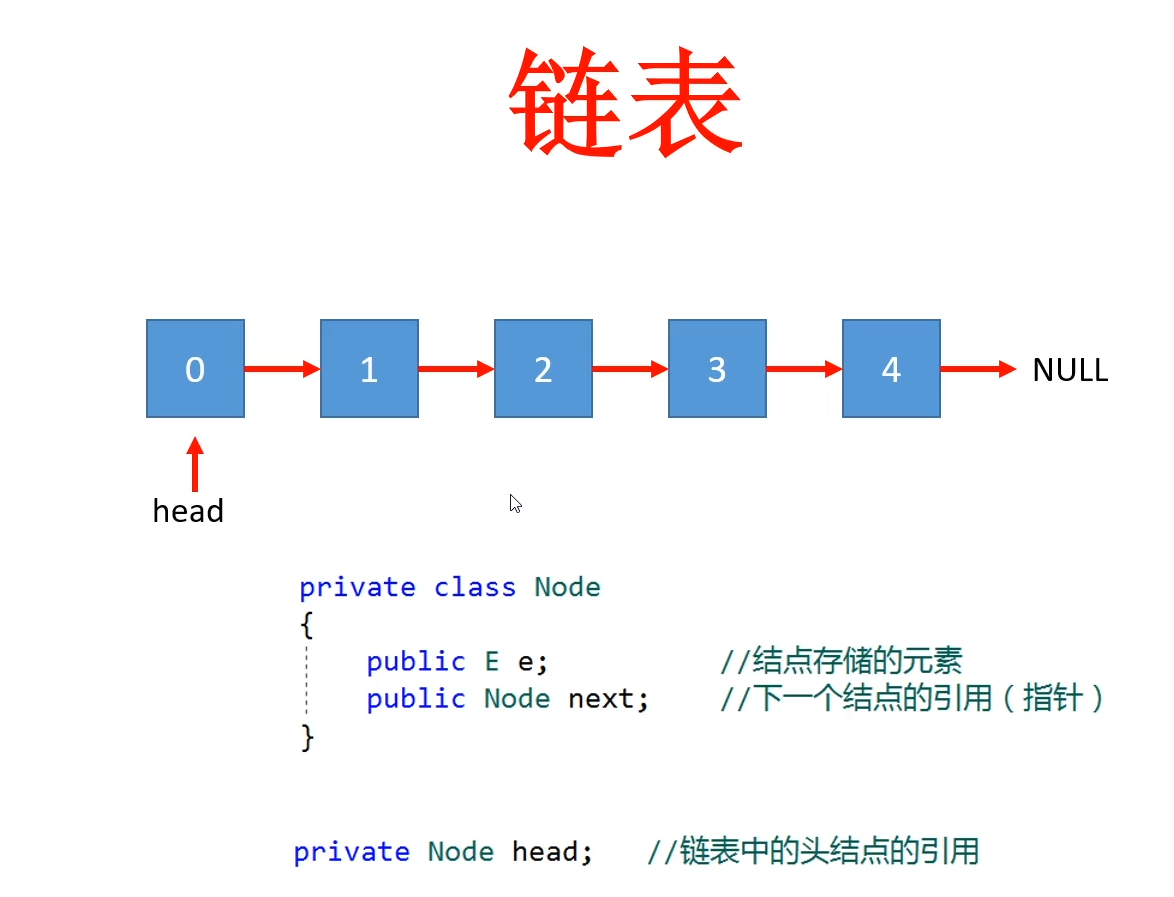 链表
0 1 2 3 4 NULL
head
private class Node
{
public E e; //结点存储的元素
public Node next; //下一个结点的引用（指针）
}
private Node head; //链表中的头结点的引用